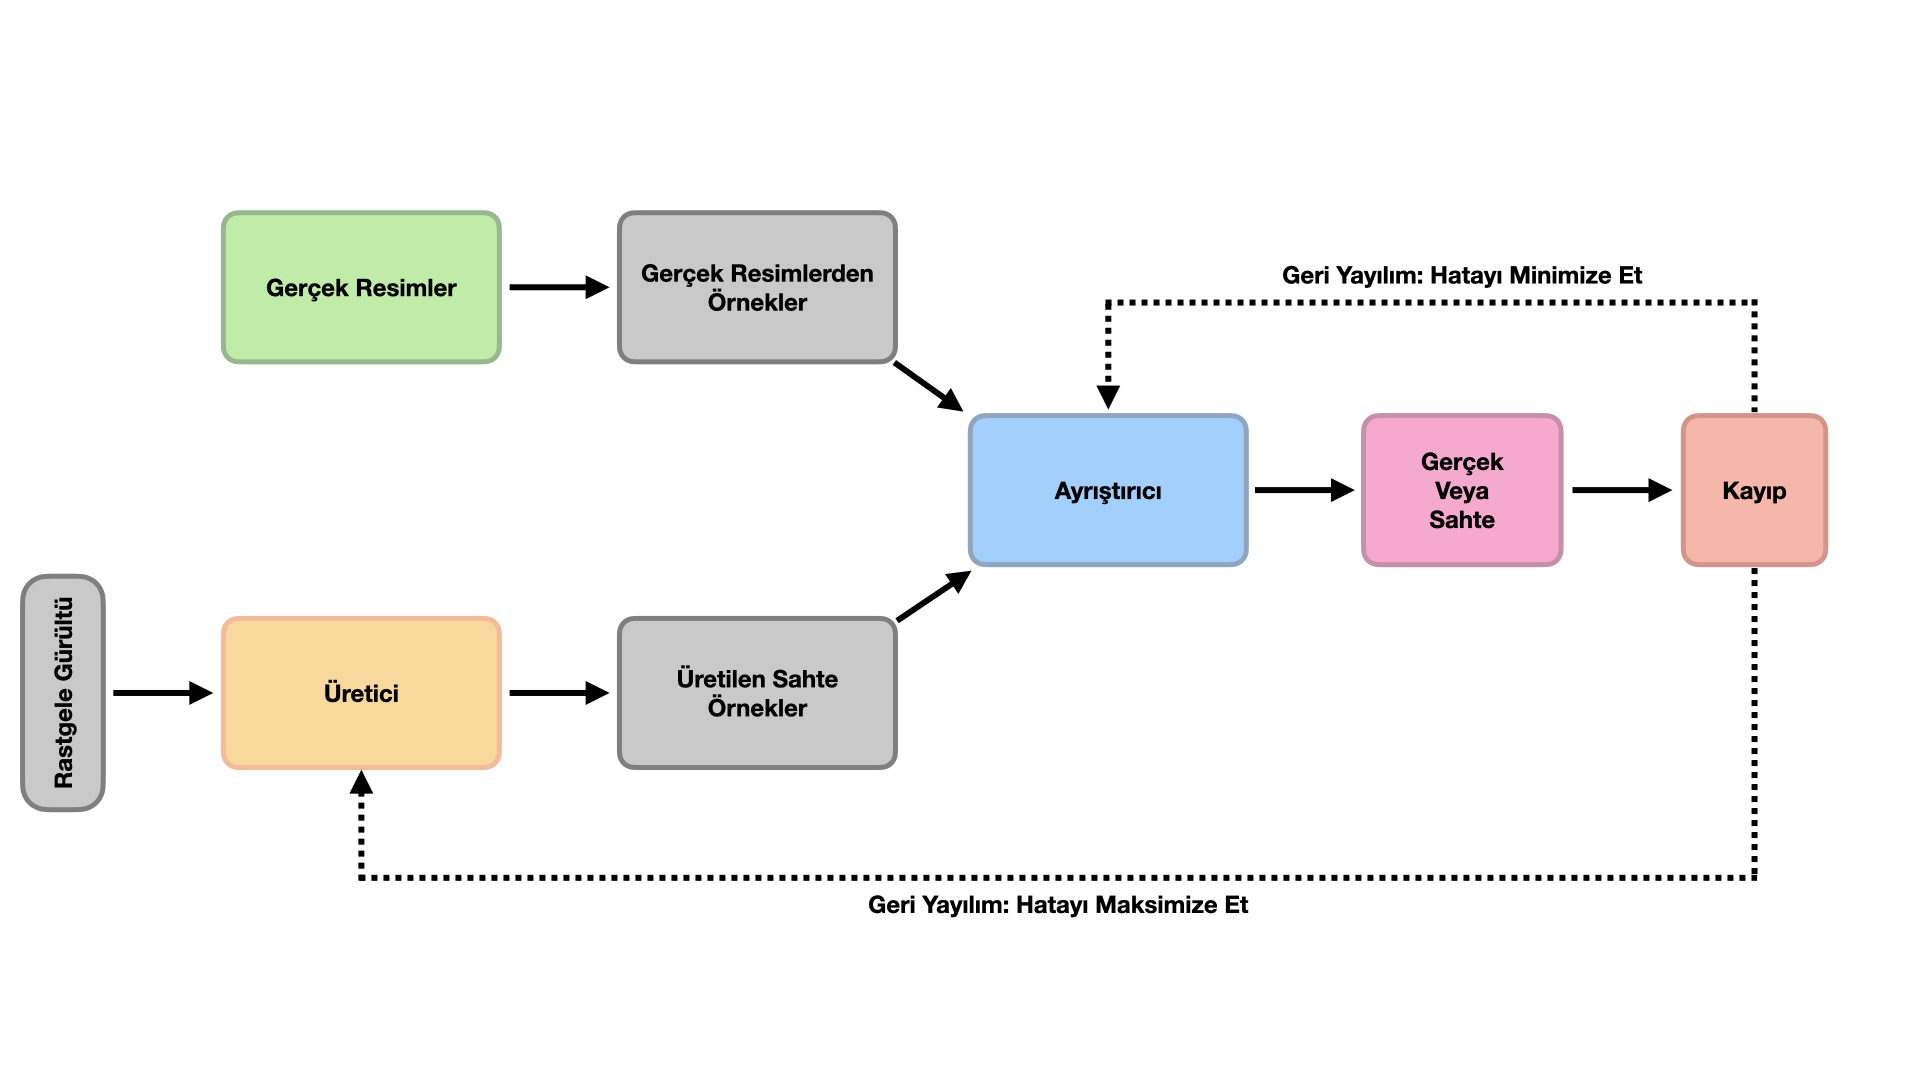 Gerçek Resimler
Gerçek Resimlerden
Örnekler
Geri Yayılım: Hatayı Minimize Et
Ayrıştırıcı
Gerçek
Veya
Sahte
Kayıp
Rastgele Gürültü
Üretici
Üretilen Sahte
Örnekler
Geri Yayılım: Hatayı Maksimize Et